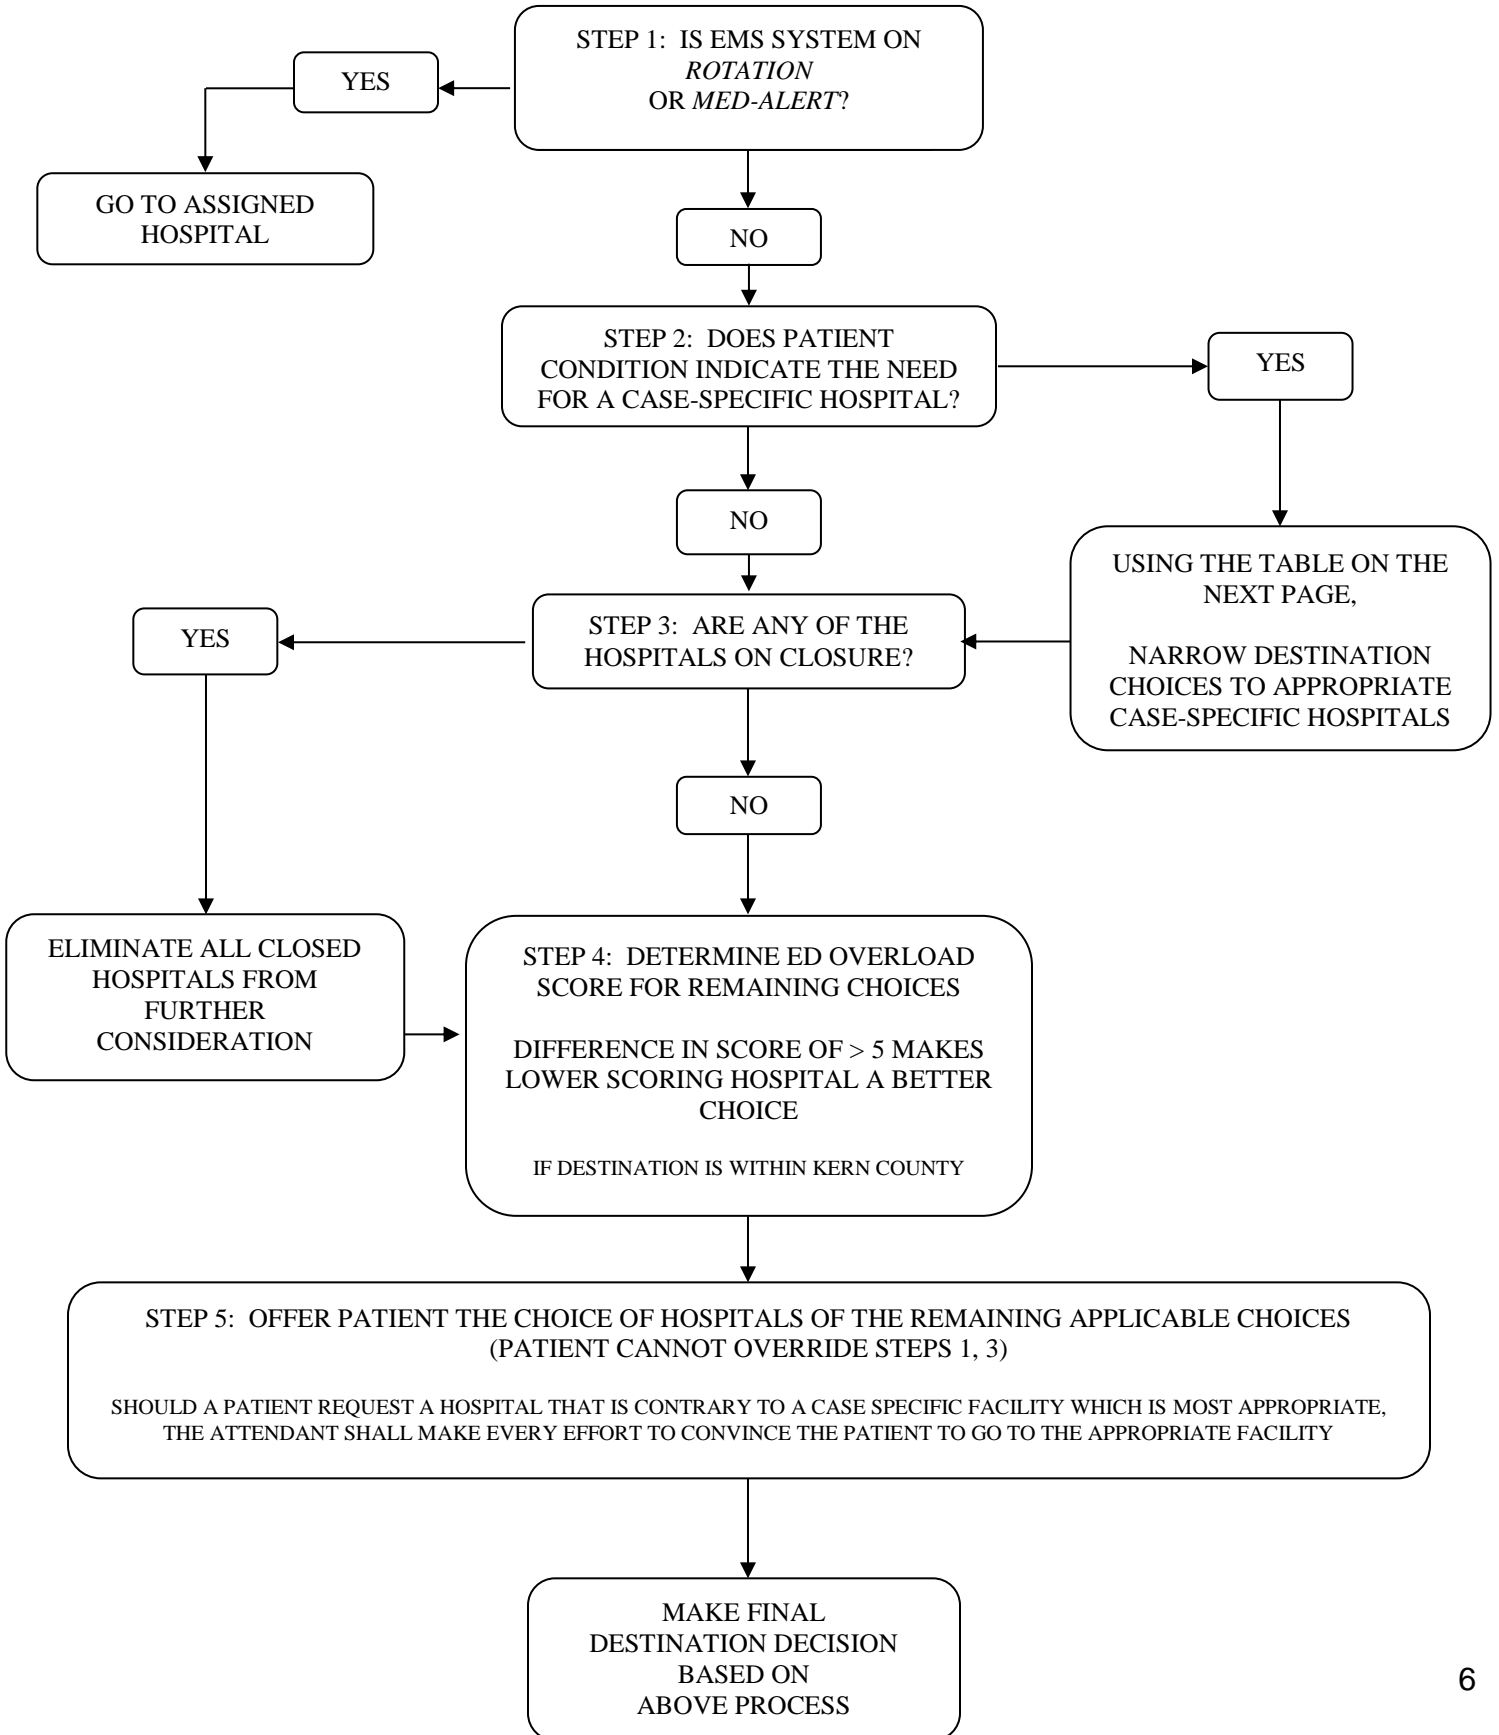 STEP 1: IS EMS SYSTEM ON
ROTATION
OR MED-ALERT?
YES
GO TO ASSIGNED
HOSPITAL
NO
STEP 2: DOES PATIENT
CONDITION INDICATE THE NEED
FOR A CASE-SPECIFIC HOSPITAL?
YES
NO
USING THE TABLE ON THE
NEXT PAGE,
NARROW DESTINATION
CHOICES TO APPROPRIATE
CASE-SPECIFIC HOSPITALS
STEP 3: ARE ANY OF THE
HOSPITALS ON CLOSURE?
YES
NO
ELIMINATE ALL CLOSED
HOSPITALS FROM
FURTHER
CONSIDERATION
STEP 4: DETERMINE ED OVERLOAD
SCORE FOR REMAINING CHOICES
DIFFERENCE IN SCORE OF > 5 MAKES
LOWER SCORING HOSPITAL A BETTER
CHOICE
IF DESTINATION IS WITHIN KERN COUNTY
STEP 5: OFFER PATIENT THE CHOICE OF HOSPITALS OF THE REMAINING APPLICABLE CHOICES
(PATIENT CANNOT OVERRIDE STEPS 1, 3)
SHOULD A PATIENT REQUEST A HOSPITAL THAT IS CONTRARY TO A CASE SPECIFIC FACILITY WHICH IS MOST APPROPRIATE,
THE ATTENDANT SHALL MAKE EVERY EFFORT TO CONVINCE THE PATIENT TO GO TO THE APPROPRIATE FACILITY
MAKE FINAL
DESTINATION DECISION
BASED ON
ABOVE PROCESS
6